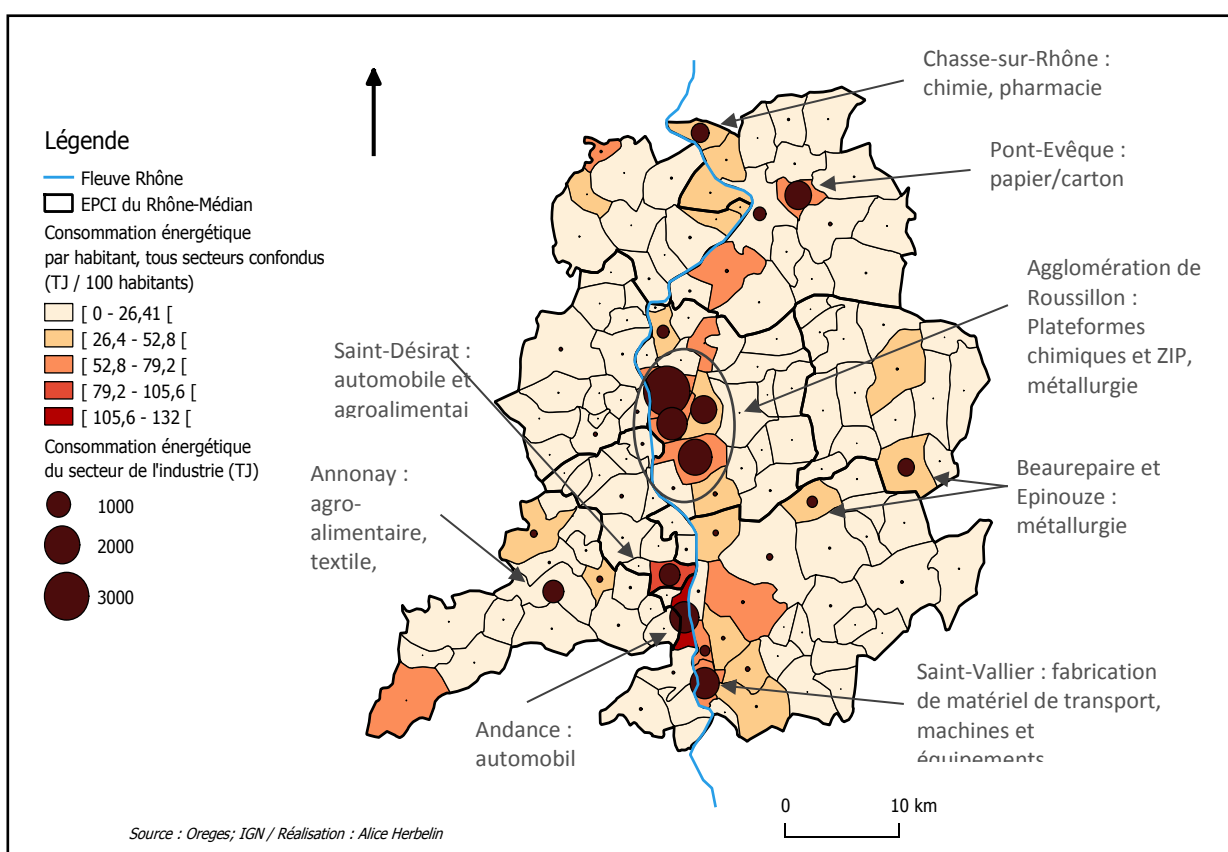 Légende
Fleuve Rhône
EPCI du Rhône-Médian
Consommation énergétique
par habitant, tous secteurs confondus
(TJ / 100 habitants)
[ 0 - 26,41 [
[ 26,4 - 52,8 [
[ 52,8 - 79,2 [
[ 79,2 - 105,6 [
[ 105,6 - 132 [
Consommation énergétique
du secteur de l'industrie (TJ)
1000
2000
3000
Chasse-sur-Rhône :
chimie, pharmacie
Pont-Evêque :
papier/carton
Agglomération de
Roussillon :
Plateformes
chimiques et ZIP,
métallurgie
Saint-Désirat :
automobile et
agroalimentai
Annonay :
agro-
alimentaire,
textile,
Beaurepaire et
Epinouze :
métallurgie
Andance :
automobil
Saint-Vallier : fabrication
de matériel de transport,
machines et
équipements
0 10 km
Source : Oreges; IGN / Réalisation : Alice Herbelin